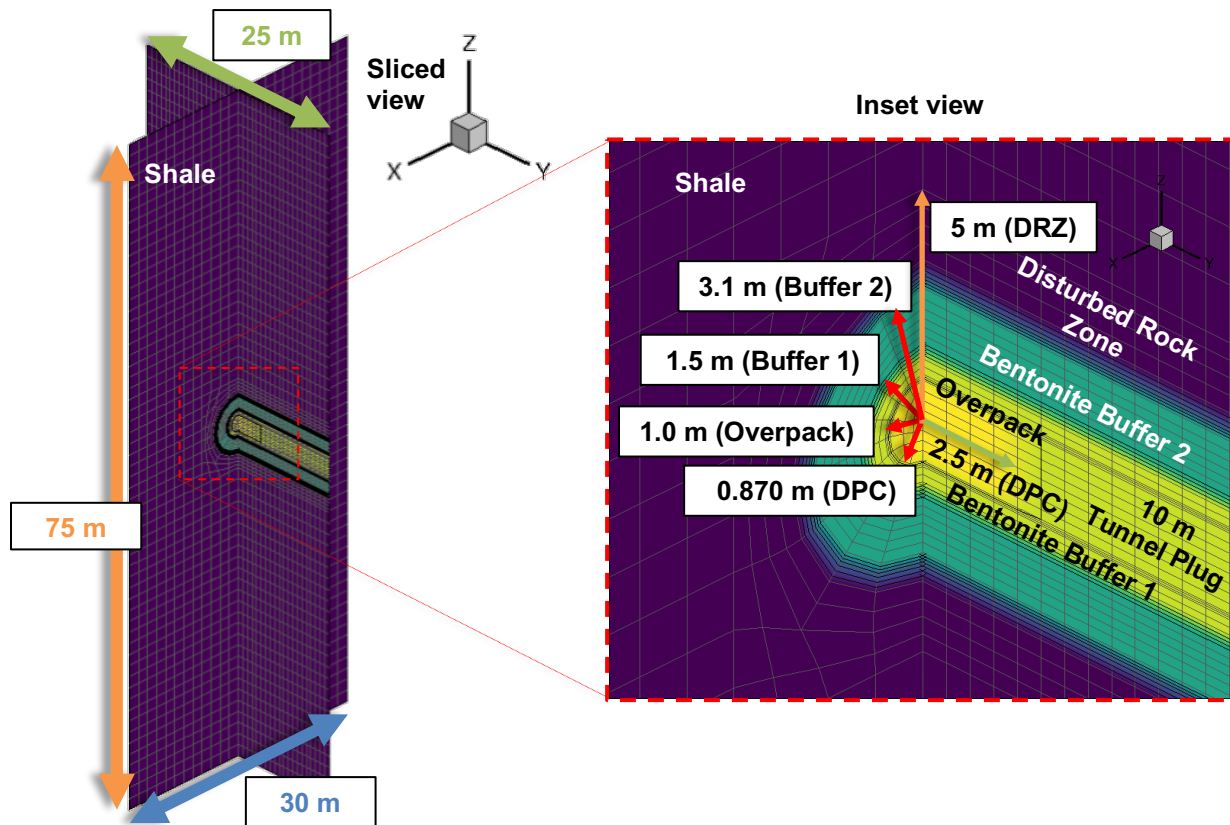 25 m
Sliced
view
Z
X
Y
Shale
75 m
30 m
Inset view
Shale
Z
X
Y
5 m (DRZ)
3.1 m (Buffer 2)
1.5 m (Buffer 1)
1.0 m (Overpack)
0.870 m (DPC)
Disturbed Rock
Zone
Bentonite Buffer 2
Overpack
2.5 m (DPC)
10 m
Tunnel Plug
Bentonite Buffer 1